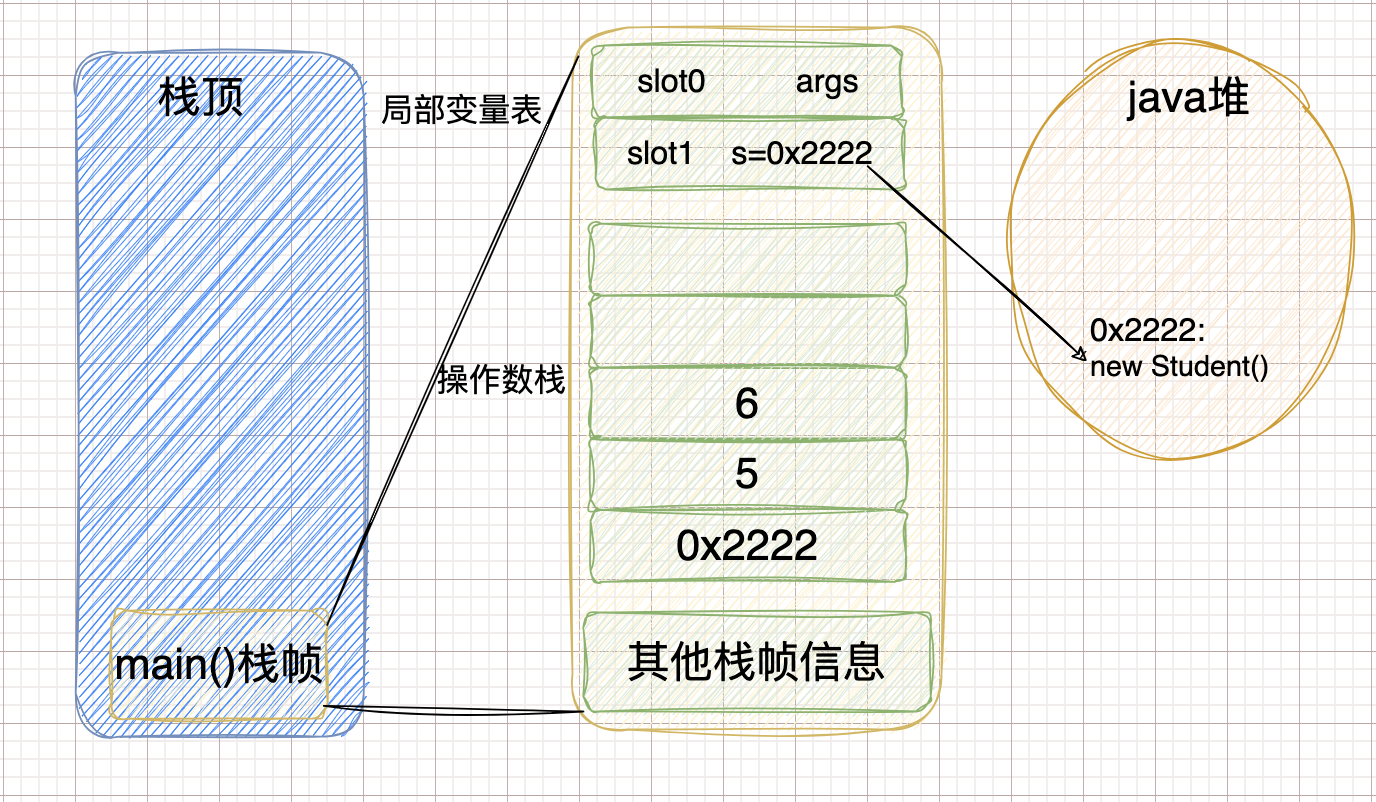 栈顶
main()栈帧
局部变量表
操作数栈
slot0 args
slot1 s=0x2222
6
5
0x2222
其他栈帧信息
java堆
0x2222:
new Student()